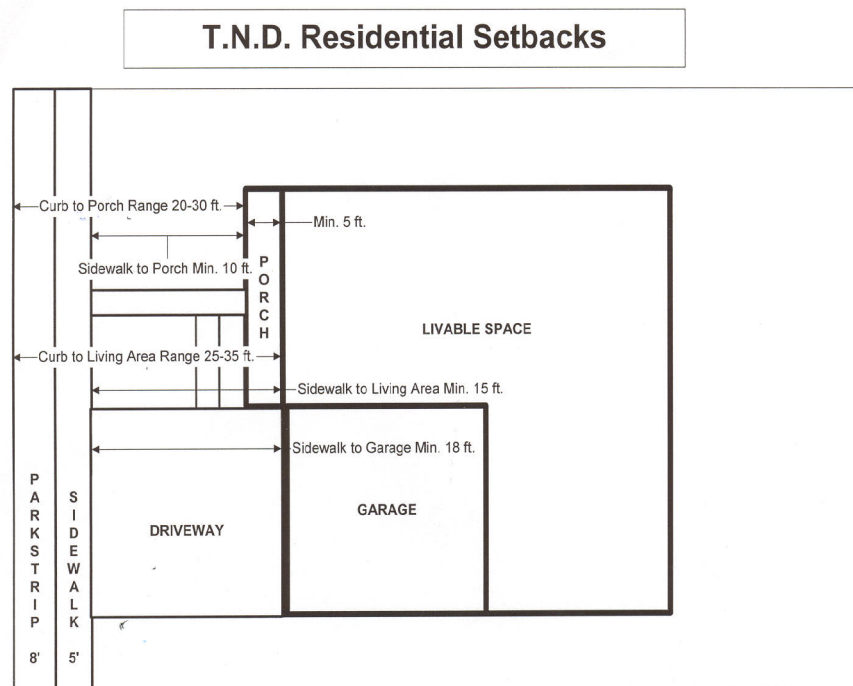 T.N.D. Residential Setbacks
Curb to Porch Range 20-30 ft.
Min. 5 ft.
Sidewalk to Porch Min. 10 ft.
PORCH
LIVABLE SPACE
Curb to Living Area Range 25-35 ft.
Sidewalk to Living Area Min. 15 ft.
Sidewalk to Garage Min. 18 ft.
PARKSTRIP
SIDEWALK
GARAGE
DRIVEWAY
8'
5'